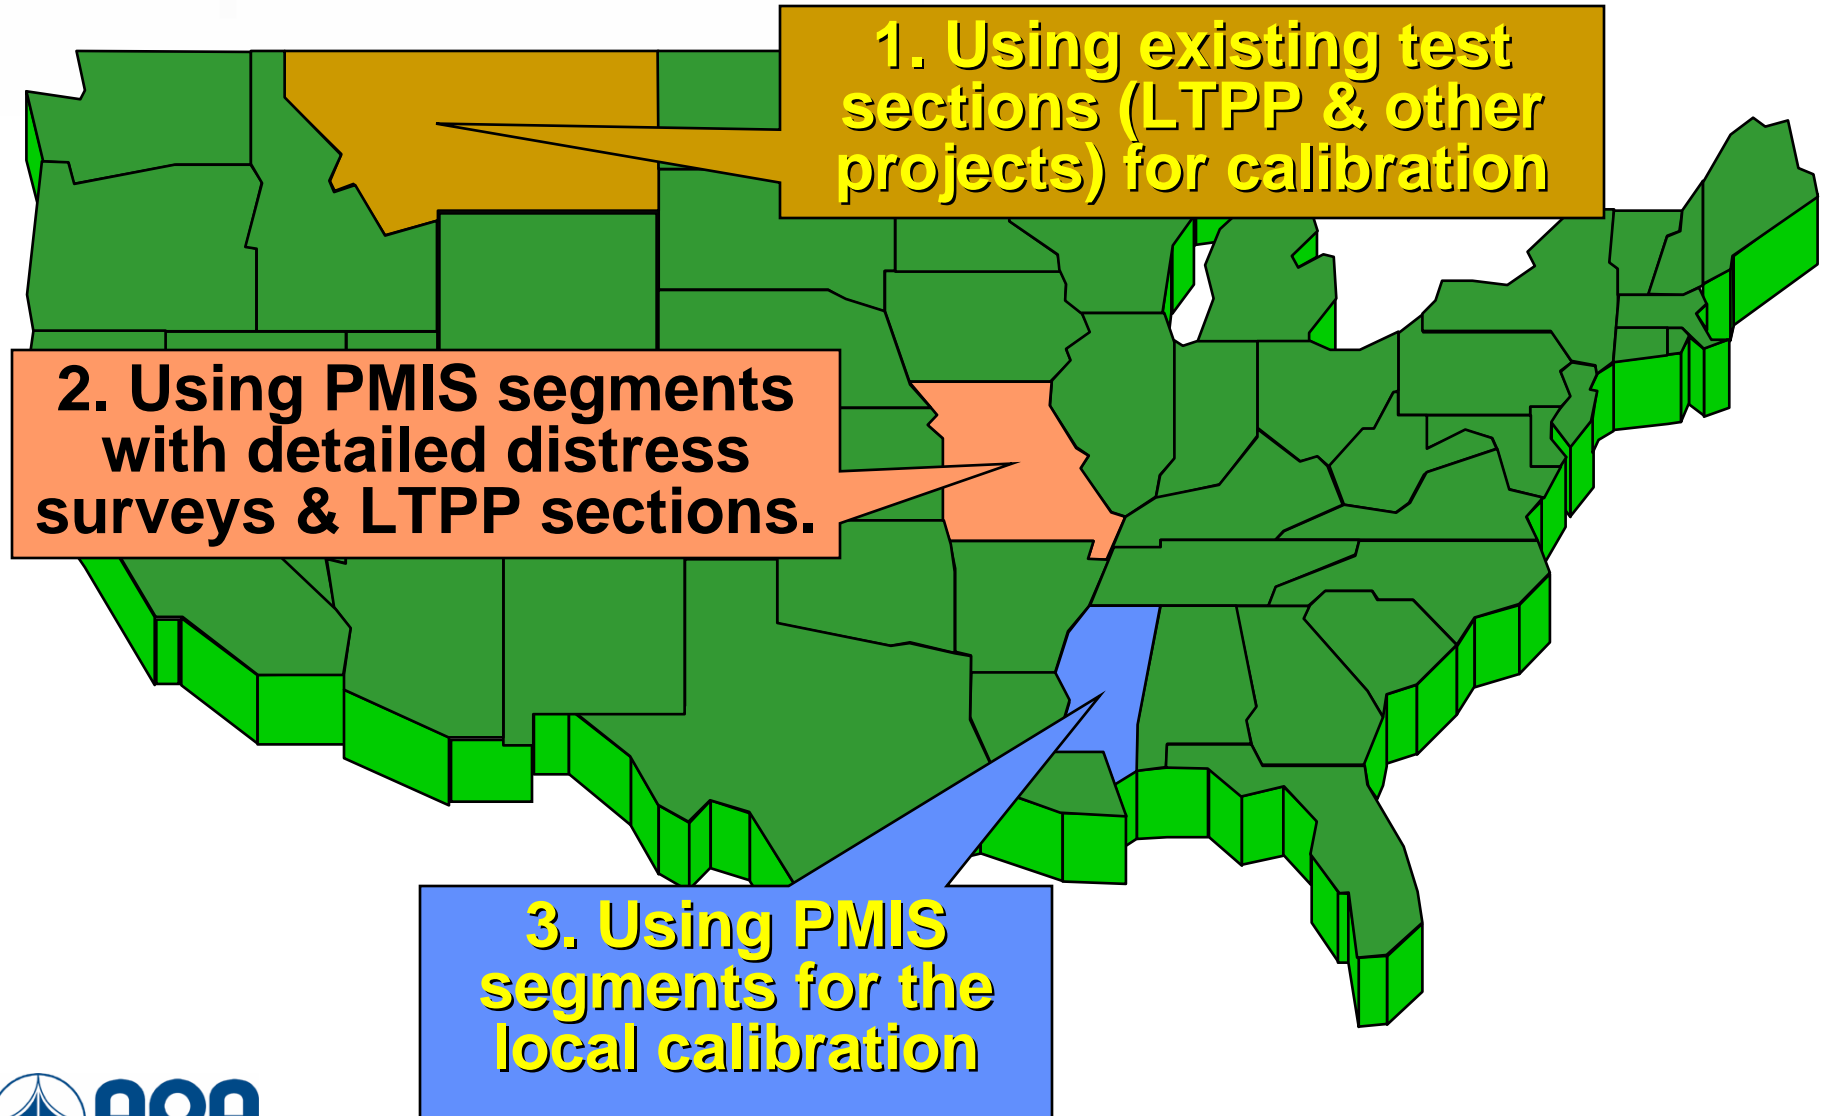 1. Using existing test
sections (LTPP & other
projects) for calibration
2. Using PMIS segments
with detailed distress
surveys & LTPP sections.
3. Using PMIS
segments for the
local calibration